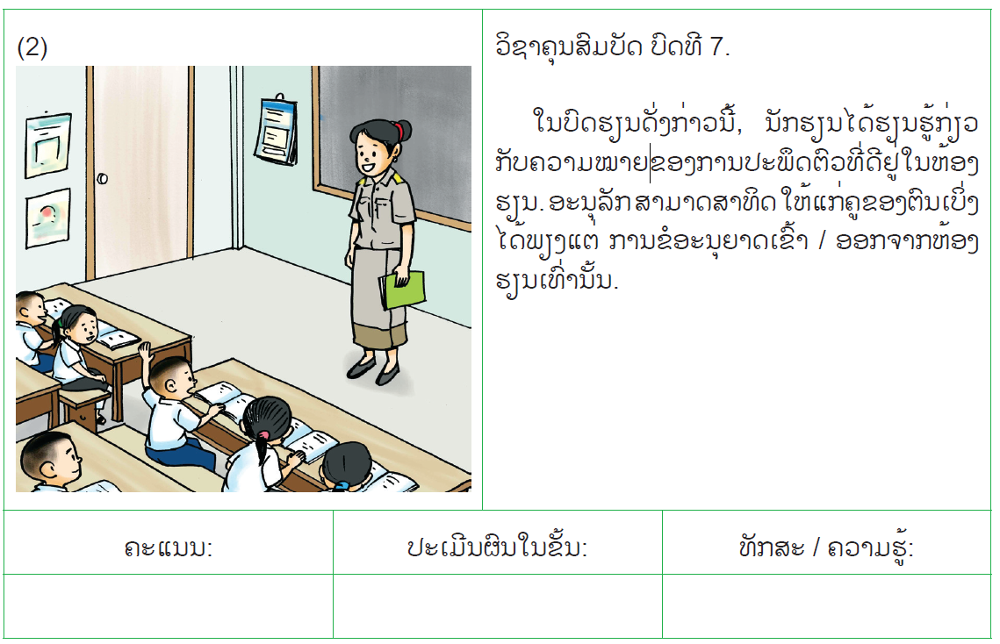 (2)
ວິຊາຄຸນສົມບັດ ບົດທີ 7.
ໃນບົດຮຽນດັ່ງກ່າວນີ້, ນັກຮຽນໄດ້ຮຽນຮູ້ກ່ຽວ
ກັບຄວາມໝາຍຂອງການປະພຶດຕົວທີ່ດີຢູ່ໃນຫ້ອງ
ຮຽນ. ອະນຸລັກ ສາມາດສາທິດ ໃຫ້ແກ່ຄູຂອງຕົນເບິ່ງ
ໄດ້ພຽງແຕ່ ການຂໍອະນຸຍາດເຂົ້າ / ອອກຈາກຫ້ອງ
ຮຽນເທົ່ານັ້ນ.
ຄະແນນ: ປະເມີນຜົນໃນຂັ້ນ: ທັກສະ / ຄວາມຮູ້: